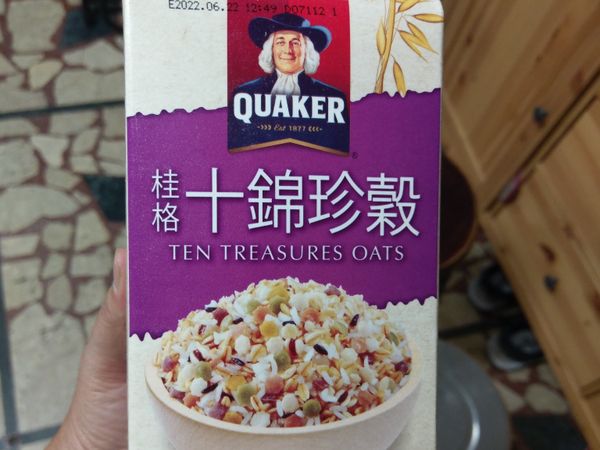 E2022.06.22 12:49 D07112 1
QUAKER
Est 1877
桂格
十錦珍穀
TEN TREASURES OATS